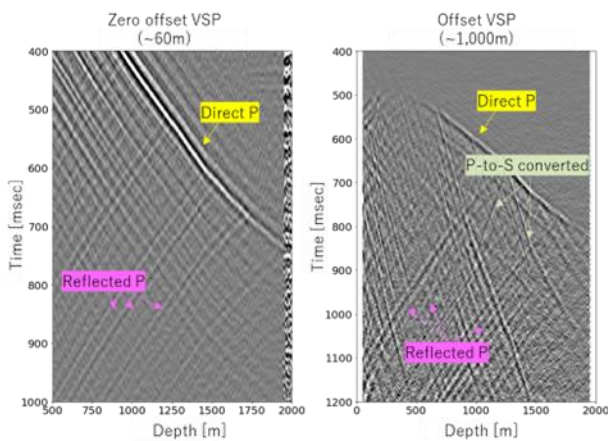 Zero offset VSP
(~60m)
Offset VSP
(~1,000m)
400
500
600
700
800
900
1000
Time [msec]
Direct P
Reflected P
500
750
1000
1250
1500
1750
2000
Depth [m]
400
500
600
700
800
900
1000
1100
1200
Time [msec]
Direct P
P-to-S converted
Reflected P
0
500
1000
1500
2000
Depth [m]